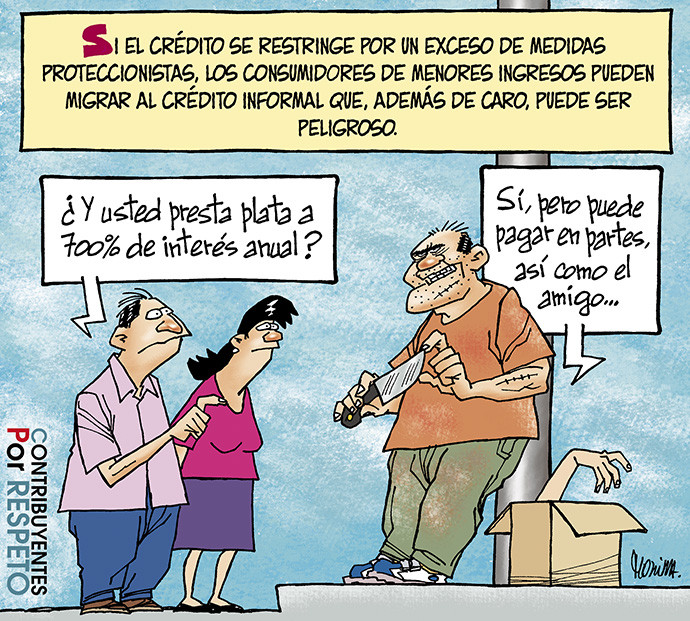 SI EL CRÉDITO SE RESTRINGE POR UN EXCESO DE MEDIDAS
PROTECCIONISTAS, LOS CONSUMIDORES DE MENORES INGRESOS PUEDEN
MIGRAR AL CRÉDITO INFORMAL QUE, ADEMÁS DE CARO, PUEDE SER
PELIGROSO.
¿Y usted presta plata a
700% de interés anual?
Sí, pero puede
pagar en partes,
así como el
amigo...
CONTRIBUYENTES
Por RESPETO